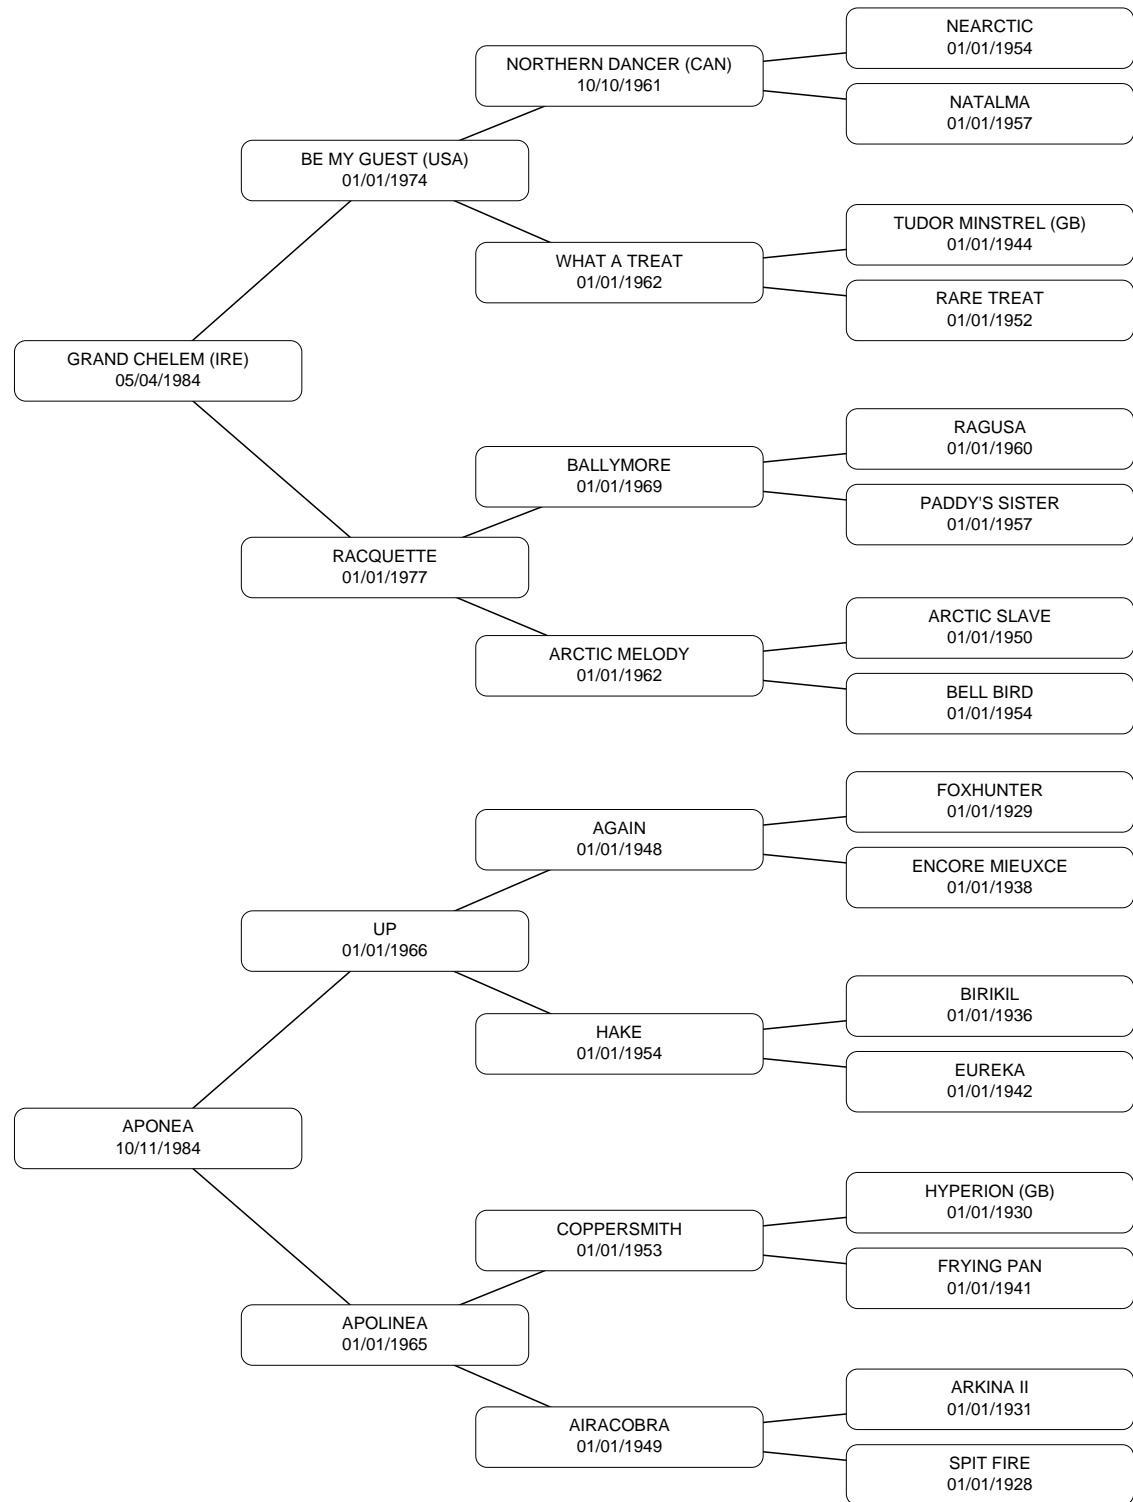 NEARCTIC
01/01/1954
NORTHERN DANCER (CAN)
10/10/1961
NATALMA
01/01/1957
BE MY GUEST (USA)
01/01/1974
TUDOR MINSTREL (GB)
01/01/1944
WHAT A TREAT
01/01/1962
RARE TREAT
01/01/1952
GRAND CHELEM (IRE)
05/04/1984
RAGUSA
01/01/1960
BALLYMORE
01/01/1969
PADDY'S SISTER
01/01/1957
RACQUETTE
01/01/1977
ARCTIC SLAVE
01/01/1950
ARCTIC MELODY
01/01/1962
BELL BIRD
01/01/1954
FOXHUNTER
01/01/1929
AGAIN
01/01/1948
ENCORE MIEUXCE
01/01/1938
UP
01/01/1966
BIRIKIL
01/01/1936
HAKE
01/01/1954
EUREKA
01/01/1942
APONEA
10/11/1984
HYPERION (GB)
01/01/1930
COPPERSMITH
01/01/1953
FRYING PAN
01/01/1941
APOLINEA
01/01/1965
ARKINA II
01/01/1931
AIRACOBRA
01/01/1949
SPIT FIRE
01/01/1928